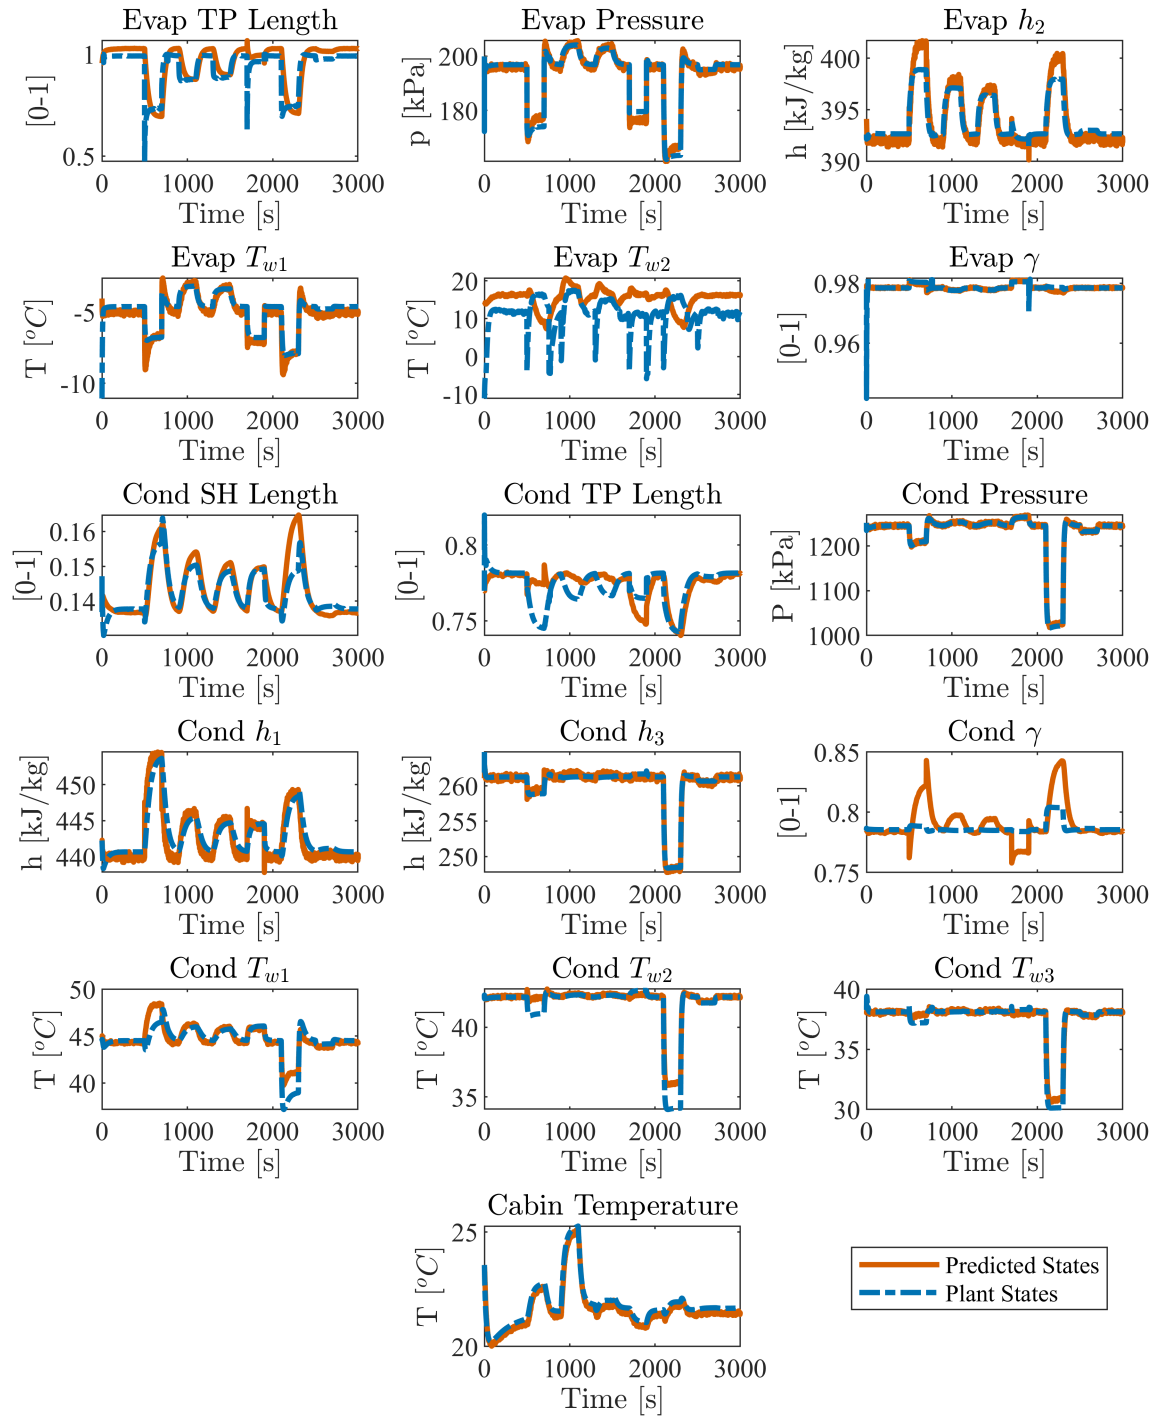 Evap TP Length
1
0.5
[0-1]
0 1000 2000 3000
Time [s]
Evap Pressure
200
180
p [kPa]
0 1000 2000 3000
Time [s]
Evap h2
400
395
390
h [kJ/kg]
0 1000 2000 3000
Time [s]
Evap Tw1
-5
-10
T [°C]
0 1000 2000 3000
Time [s]
Evap Tw2
20
10
0
-10
T [°C]
0 1000 2000 3000
Time [s]
Evap γ
0.98
0.96
[0-1]
0 1000 2000 3000
Time [s]
Cond SH Length
0.16
0.15
0.14
[0-1]
0 1000 2000 3000
Time [s]
Cond TP Length
0.8
0.75
[0-1]
0 1000 2000 3000
Time [s]
Cond Pressure
1200
1100
1000
P [kPa]
0 1000 2000 3000
Time [s]
Cond h1
450
445
440
h [kJ/kg]
0 1000 2000 3000
Time [s]
Cond h3
260
255
250
h [kJ/kg]
0 1000 2000 3000
Time [s]
Cond γ
0.85
0.8
0.75
[0-1]
0 1000 2000 3000
Time [s]
Cond Tw1
50
45
40
T [°C]
0 1000 2000 3000
Time [s]
Cond Tw2
40
35
T [°C]
0 1000 2000 3000
Time [s]
Cond Tw3
40
35
30
T [°C]
0 1000 2000 3000
Time [s]
Cabin Temperature
25
20
T [°C]
0 1000 2000 3000
Time [s]
Predicted States
Plant States